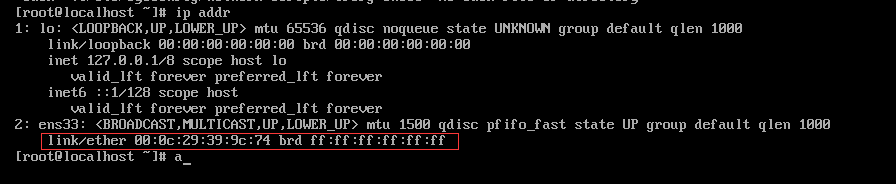 [root@localhost ~]# ip addr
1: lo: <LOOPBACK,UP,LOWER_UP> mtu 65536 qdisc noqueue state UNKNOWN group default qlen 1000
link/loopback 00:00:00:00:00:00 brd 00:00:00:00:00:00
inet 127.0.0.1/8 scope host lo
valid_lft forever preferred_lft forever
inet6 ::1/128 scope host
valid_lft forever preferred_lft forever
2: ens33: <BROADCAST,MULTICAST,UP,LOWER_UP> mtu 1500 qdisc pfifo_fast state UP group default qlen 1000
link/ether 00:0c:29:39:9c:74 brd ff:ff:ff:ff:ff:ff
[root@localhost ~]# a_